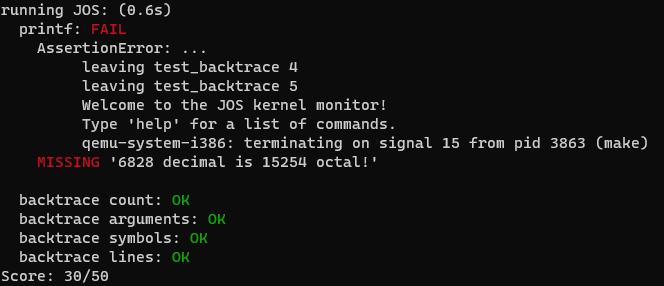 running JOS: (0.6s)
printf: FAIL
AssertionError: ...
leaving test_backtrace 4
leaving test_backtrace 5
Welcome to the JOS kernel monitor!
Type 'help' for a list of commands.
qemu-system-i386: terminating on signal 15 from pid 3863 (make)
MISSING '6828 decimal is 15254 octal!'
backtrace count: OK
backtrace arguments: OK
backtrace symbols: OK
backtrace lines: OK
Score: 30/50